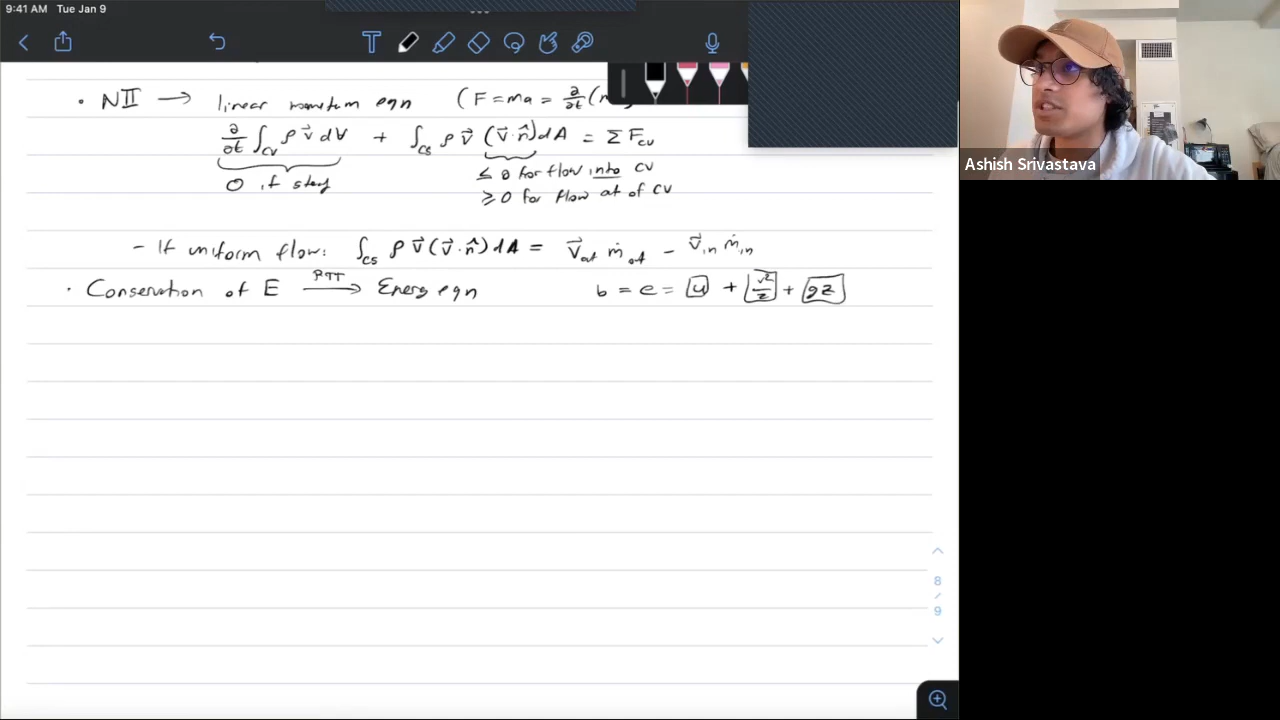 9:41 AM Tue Jan 9
• NII → linear momentum eqn (F = ma = ∂/∂t (m
∂/∂t ∫CV ρ v⃗ dV + ∫CS ρ v⃗ (v⃗ · n̂) dA = Σ FCV
0 if stdy
≤ 0 for flow into CV
≥ 0 for flow out of CV
- If uniform flow: ∫CS ρ v⃗ (v⃗ · n̂) dA = v⃗out ṁout − v⃗in ṁin
• Conservation of E RTT → Energy eqn b = e = u + v²/2 + gz
8
/
9
Ashish Srivastava